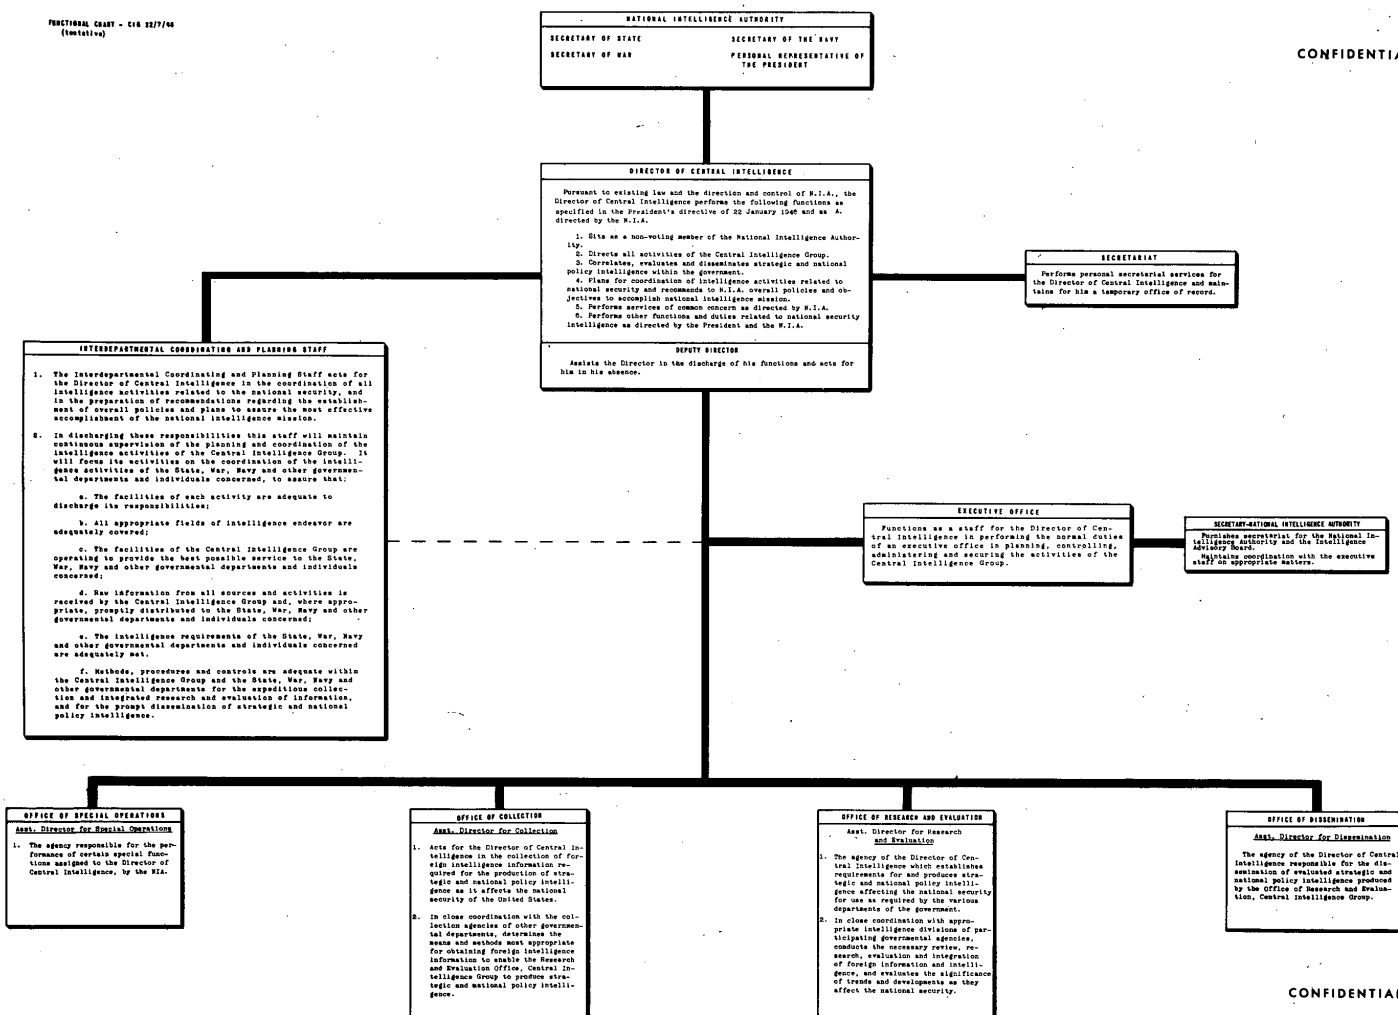 FUNCTIONAL CHART - CIG 22/7/46
(tentative)
CONFIDENTIA
NATIONAL INTELLIGENCE AUTHORITY
SECRETARY OF STATE
SECRETARY OF THE NAVY
SECRETARY OF WAR
PERSONAL REPRESENTATIVE OF
THE PRESIDENT
DIRECTOR OF CENTRAL INTELLIGENCE
Pursuant to existing law and the direction and control of N.I.A., the
Director of Central Intelligence performs the following functions as
specified in the President's directive of 22 January 1946 and as A.
directed by the N.I.A.
1. Sits as a non-voting member of the National Intelligence Author-
ity.
2. Directs all activities of the Central Intelligence Group.
3. Correlates, evaluates and disseminates strategic and national
policy intelligence within the government.
4. Plans for coordination of intelligence activities related to
national security and recommends to N.I.A. overall policies and ob-
jectives to accomplish national intelligence mission.
5. Performs services of common concern as directed by N.I.A.
6. Performs other functions and duties related to national security
intelligence as directed by the President and the N.I.A.
DEPUTY DIRECTOR
Assists the Director in the discharge of his functions and acts for
him in his absence.
SECRETARIAT
Performs personal secretarial services for
the Director of Central Intelligence and main-
tains for him a temporary office of record.
INTERDEPARTMENTAL COORDINATING AND PLANNING STAFF
1. The Interdepartmental Coordinating and Planning Staff acts for
the Director of Central Intelligence in the coordination of all
intelligence activities related to the national security, and
in the preparation of recommendations regarding the establish-
ment of overall policies and plans to assure the most effective
accomplishment of the national intelligence mission.
2. In discharging these responsibilities this staff will maintain
continuous supervision of the planning and coordination of the
intelligence activities of the Central Intelligence Group. It
will focus its activities on the coordination of the intelli-
gence activities of the State, War, Navy and other governmen-
tal departments and individuals concerned, to assure that:
a. The facilities of each activity are adequate to
discharge its responsibilities;
b. All appropriate fields of intelligence endeavor are
adequately covered;
c. The facilities of the Central Intelligence Group are
operating to provide the best possible service to the State,
War, Navy and other governmental departments and individuals
concerned;
d. Raw information from all sources and activities is
received by the Central Intelligence Group and, where appro-
priate, promptly distributed to the State, War, Navy and other
governmental departments and individuals concerned;
e. The intelligence requirements of the State, War, Navy
and other governmental departments and individuals concerned
are adequately met.
f. Methods, procedures and controls are adequate within
the Central Intelligence Group and the State, War, Navy and
other governmental departments for the expeditious collec-
tion and integrated research and evaluation of information,
and for the prompt dissemination of strategic and national
policy intelligence.
EXECUTIVE OFFICE
Functions as a staff for the Director of Cen-
tral Intelligence in performing the normal duties
of an executive office in planning, controlling,
administering and securing the activities of the
Central Intelligence Group.
SECRETARY-NATIONAL INTELLIGENCE AUTHORITY
Furnishes secretariat for the National In-
telligence Authority and the Intelligence
Advisory Board.
Maintains coordination with the executive
staff on appropriate matters.
OFFICE OF SPECIAL OPERATIONS
Asst. Director for Special Operations
1. The agency responsible for the per-
formance of certain special func-
tions assigned to the Director of
Central Intelligence, by the NIA.
OFFICE OF COLLECTION
Asst. Director for Collection
1. Acts for the Director of Central In-
telligence in the collection of for-
eign intelligence information re-
quired for the production of stra-
tegic and national policy intelli-
gence as it affects the national
security of the United States.
2. In close coordination with the col-
lection agencies of other governmen-
tal departments, determines the
means and methods most appropriate
for obtaining foreign intelligence
information to enable the Research
and Evaluation Office, Central In-
telligence Group to produce stra-
tegic and national policy intelli-
gence.
OFFICE OF RESEARCH AND EVALUATION
Asst. Director for Research
and Evaluation
1. The agency of the Director of Cen-
tral Intelligence which establishes
requirements for and produces stra-
tegic and national policy intelli-
gence affecting the national security
for use as required by the various
departments of the government.
2. In close coordination with appro-
priate intelligence divisions of par-
ticipating governmental agencies,
conducts the necessary review, re-
search, evaluation and integration
of foreign information and intelli-
gence, and evaluates the significance
of trends and developments as they
affect the national security.
OFFICE OF DISSEMINATION
Asst. Director for Dissemination
The agency of the Director of Central
Intelligence responsible for the dis-
semination of evaluated strategic and
national policy intelligence produced
by the Office of Research and Evalua-
tion, Central Intelligence Group.
CONFIDENTIA